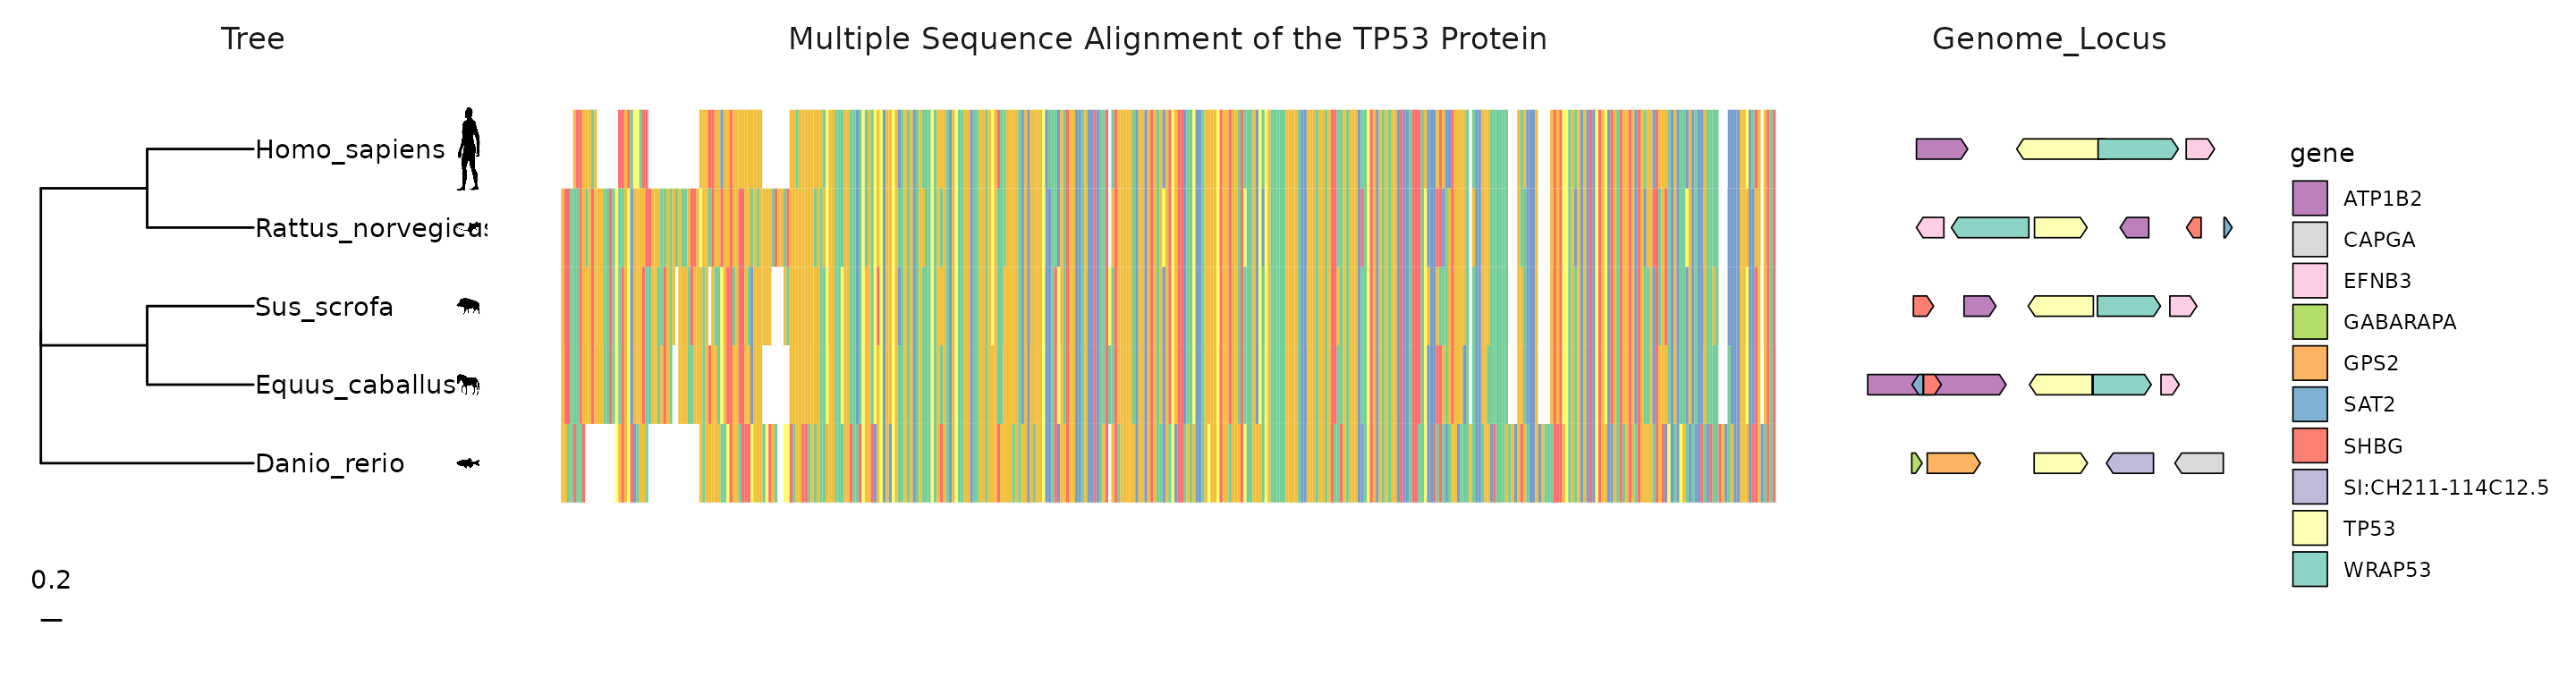 Tree
Multiple Sequence Alignment of the TP53 Protein
Genome_Locus
Homo_sapiens
Rattus_norvegicus
Sus_scrofa
Equus_caballus
Danio_rerio
0.2
gene
ATP1B2
CAPGA
EFNB3
GABARAPA
GPS2
SAT2
SHBG
SI:CH211-114C12.5
TP53
WRAP53